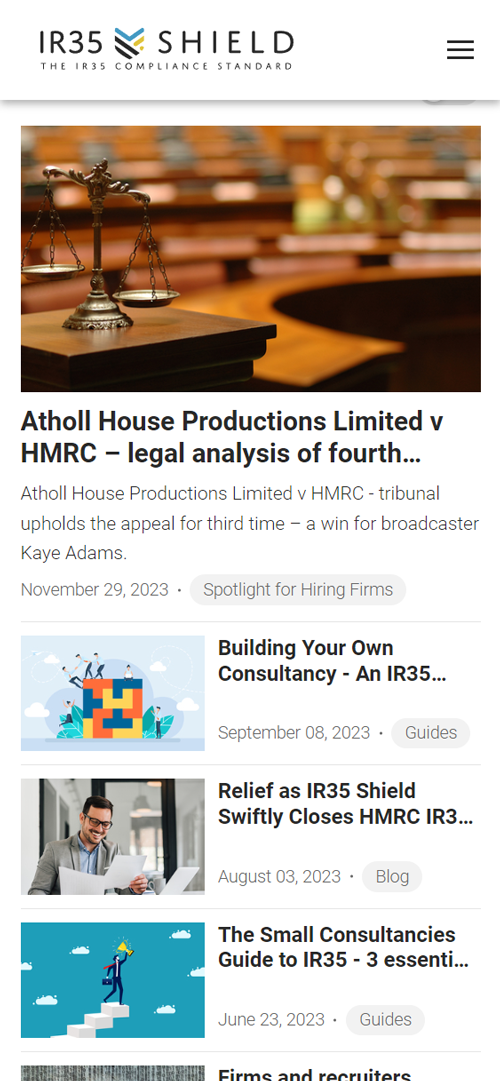 IR35 SHIELD
THE IR35 COMPLIANCE STANDARD
Atholl House Productions Limited v
HMRC – legal analysis of fourth…
Atholl House Productions Limited v HMRC - tribunal
upholds the appeal for third time – a win for broadcaster
Kaye Adams.
November 29, 2023 • Spotlight for Hiring Firms
Building Your Own
Consultancy - An IR35…
September 08, 2023 • Guides
Relief as IR35 Shield
Swiftly Closes HMRC IR3…
August 03, 2023 • Blog
The Small Consultancies
Guide to IR35 - 3 essenti…
June 23, 2023 • Guides
Firms and recruiters